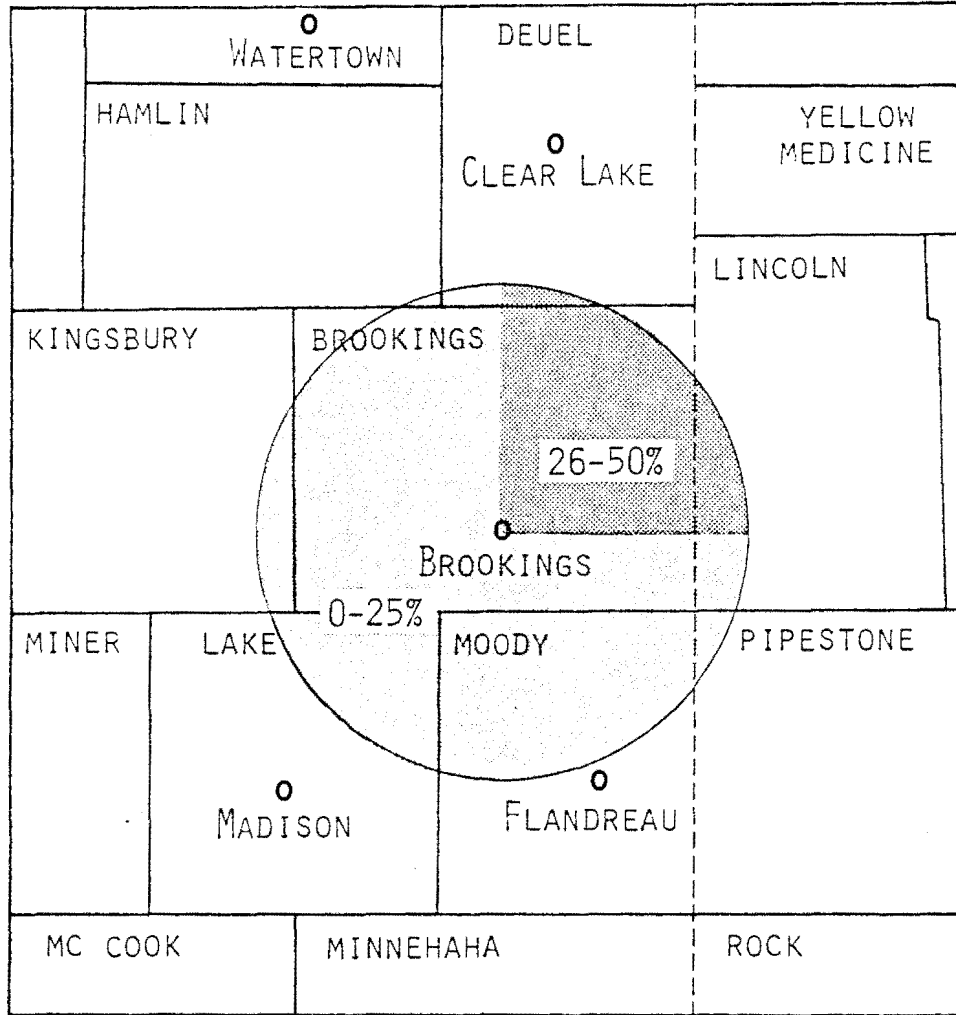 WATERTOWN
DEUEL
HAMLIN
CLEAR LAKE
YELLOW
MEDICINE
LINCOLN
KINGSBURY
BROOKINGS
26-50%
BROOKINGS
0-25%
MINER
LAKE
MOODY
PIPESTONE
MADISON
FLANDREAU
MC COOK
MINNEHAHA
ROCK